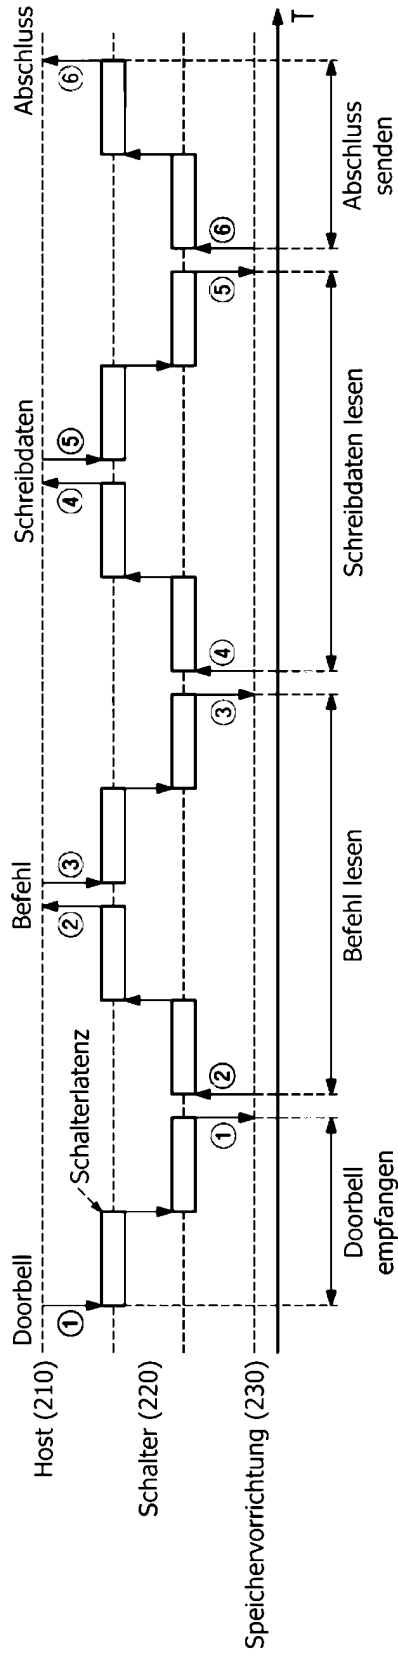 Doorbell
Befehl
Schreibdaten
Abschluss
Host (210)
① ② ③ ④ ⑤ ⑥
Schalterlatenz
Schalter (220)
① ② ③ ④ ⑤ ⑥
Speichervorrichtung (230)
T
Doorbell
empfangen
Befehl lesen
Schreibdaten lesen
Abschluss
senden